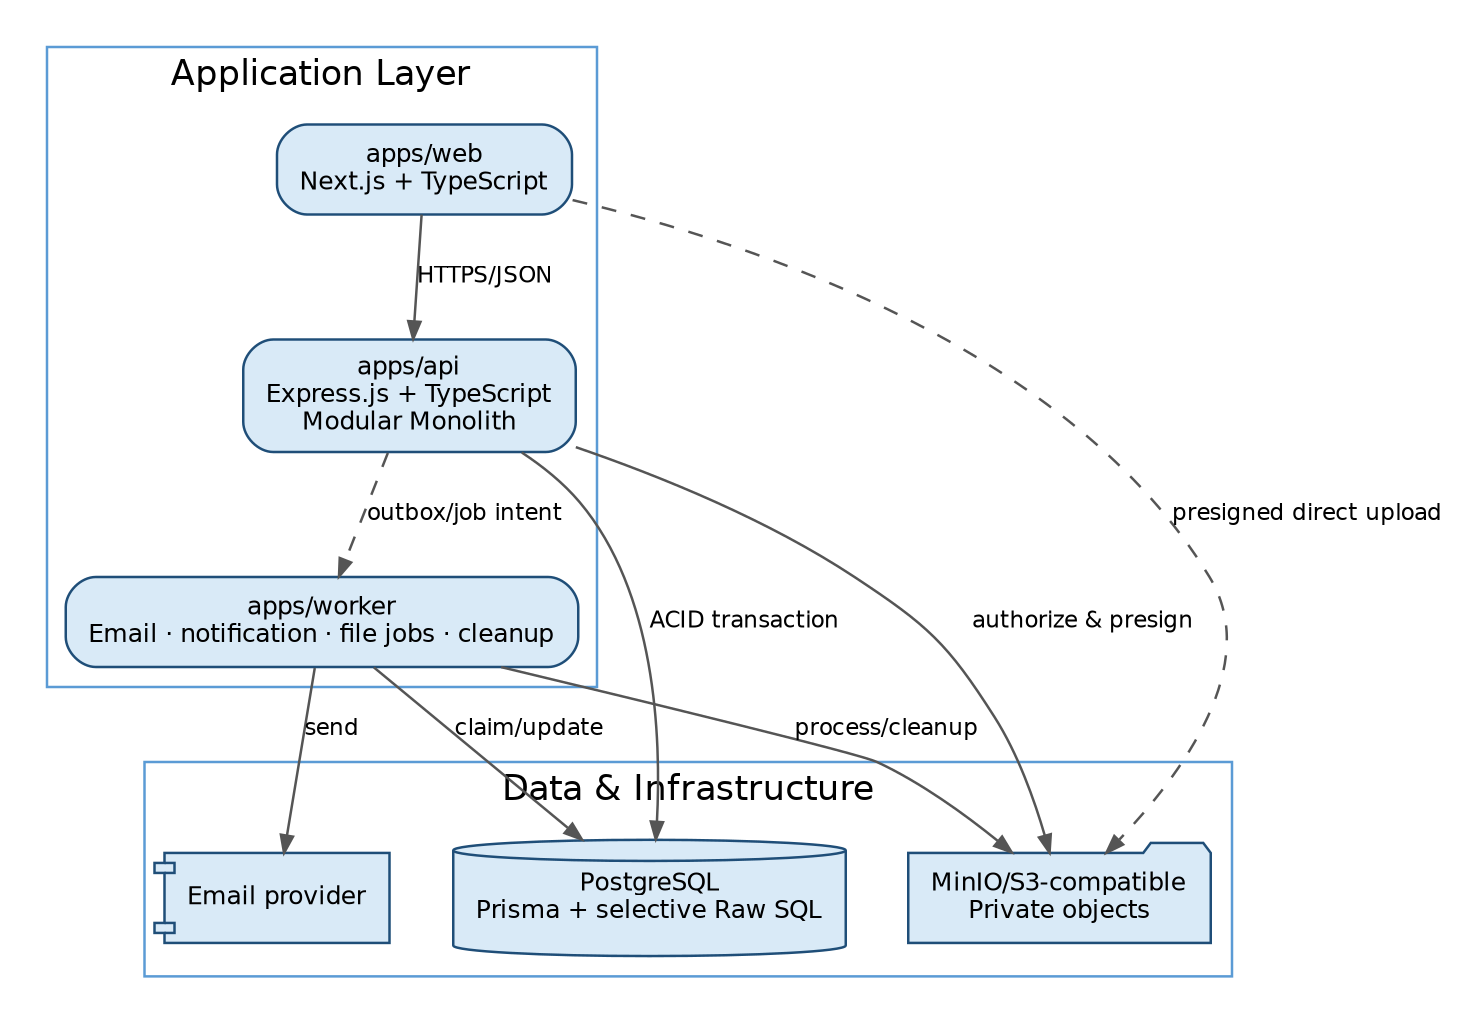 Application Layer
apps/web
Next.js + TypeScript
HTTPS/JSON
apps/api
Express.js + TypeScript
Modular Monolith
outbox/job intent
presigned direct upload
apps/worker
Email · notification · file jobs · cleanup
ACID transaction
authorize & presign
send
claim/update
process/cleanup
Data & Infrastructure
Email provider
PostgreSQL
Prisma + selective Raw SQL
MinIO/S3-compatible
Private objects